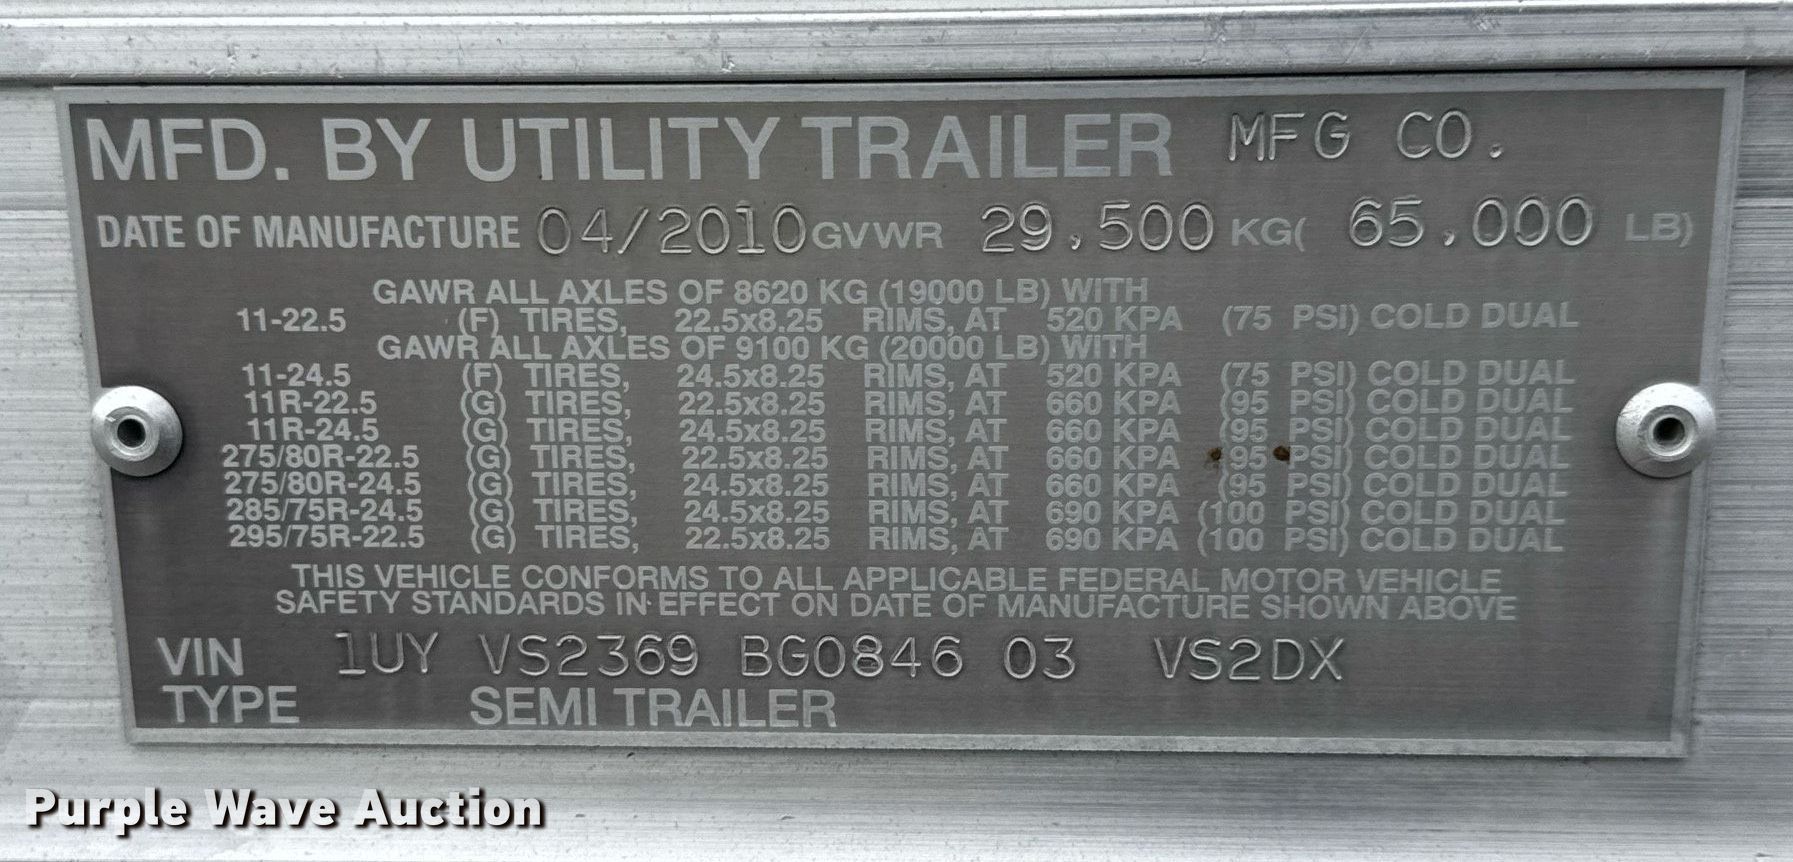 MFD. BY UTILITY TRAILER MFG CO.
DATE OF MANUFACTURE 04/2010 GVWR 29,500 KG( 65,000 LB)
GAWR ALL AXLES OF 8620 KG (19000 LB) WITH
11-22.5 (F) TIRES, 22.5x8.25 RIMS, AT 520 KPA (75 PSI) COLD DUAL
GAWR ALL AXLES OF 9100 KG (20000 LB) WITH
11-24.5 (F) TIRES, 24.5x8.25 RIMS, AT 520 KPA (75 PSI) COLD DUAL
11R-22.5 (G) TIRES, 22.5x8.25 RIMS, AT 660 KPA (95 PSI) COLD DUAL
11R-24.5 (G) TIRES, 24.5x8.25 RIMS, AT 660 KPA (95 PSI) COLD DUAL
275/80R-22.5 (G) TIRES, 22.5x8.25 RIMS, AT 660 KPA (95 PSI) COLD DUAL
275/80R-24.5 (G) TIRES, 24.5x8.25 RIMS, AT 660 KPA (95 PSI) COLD DUAL
285/75R-24.5 (G) TIRES, 24.5x8.25 RIMS, AT 690 KPA (100 PSI) COLD DUAL
295/75R-22.5 (G) TIRES, 22.5x8.25 RIMS, AT 690 KPA (100 PSI) COLD DUAL
THIS VEHICLE CONFORMS TO ALL APPLICABLE FEDERAL MOTOR VEHICLE
SAFETY STANDARDS IN EFFECT ON DATE OF MANUFACTURE SHOWN ABOVE
VIN 1UY VS2369 BG0846 03 VS2DX
TYPE SEMI TRAILER
Purple Wave Auction